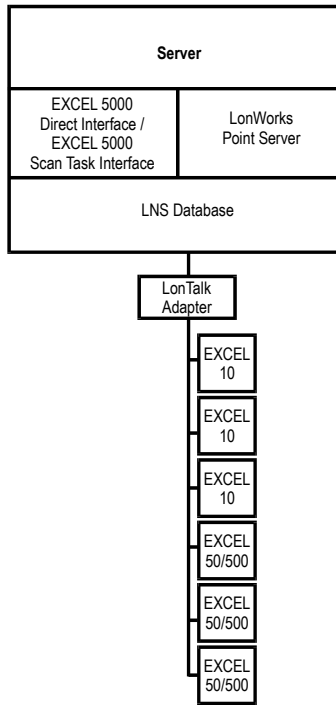 Server
EXCEL 5000
Direct Interface /
EXCEL 5000
Scan Task Interface
LonWorks
Point Server
LNS Database
LonTalk
Adapter
EXCEL
10
EXCEL
10
EXCEL
10
EXCEL
50/500
EXCEL
50/500
EXCEL
50/500